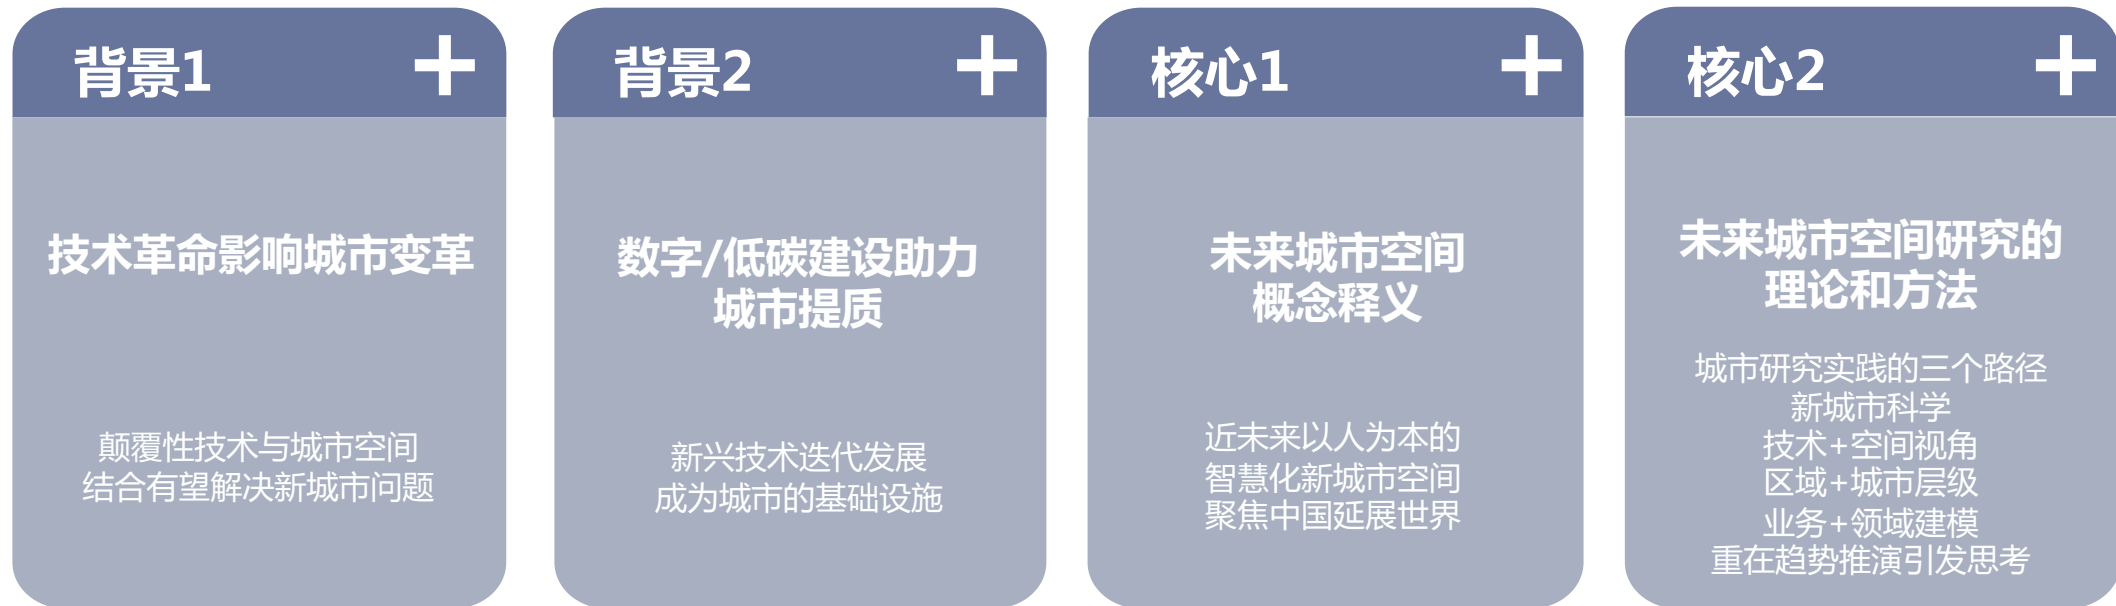 背景1
技术革命影响城市变革
颠覆性技术与城市空间
结合有望解决新城市问题
背景2
数字/低碳建设助力
城市提质
新兴技术迭代发展
成为城市的基础设施
核心1
未来城市空间
概念释义
近未来以人为本的
智慧化新城市空间
聚焦中国延展世界
核心2
未来城市空间研究的
理论和方法
城市研究实践的三个路径
新城市科学
技术+空间视角
区域+城市层级
业务+领域建模
重在趋势推演引发思考